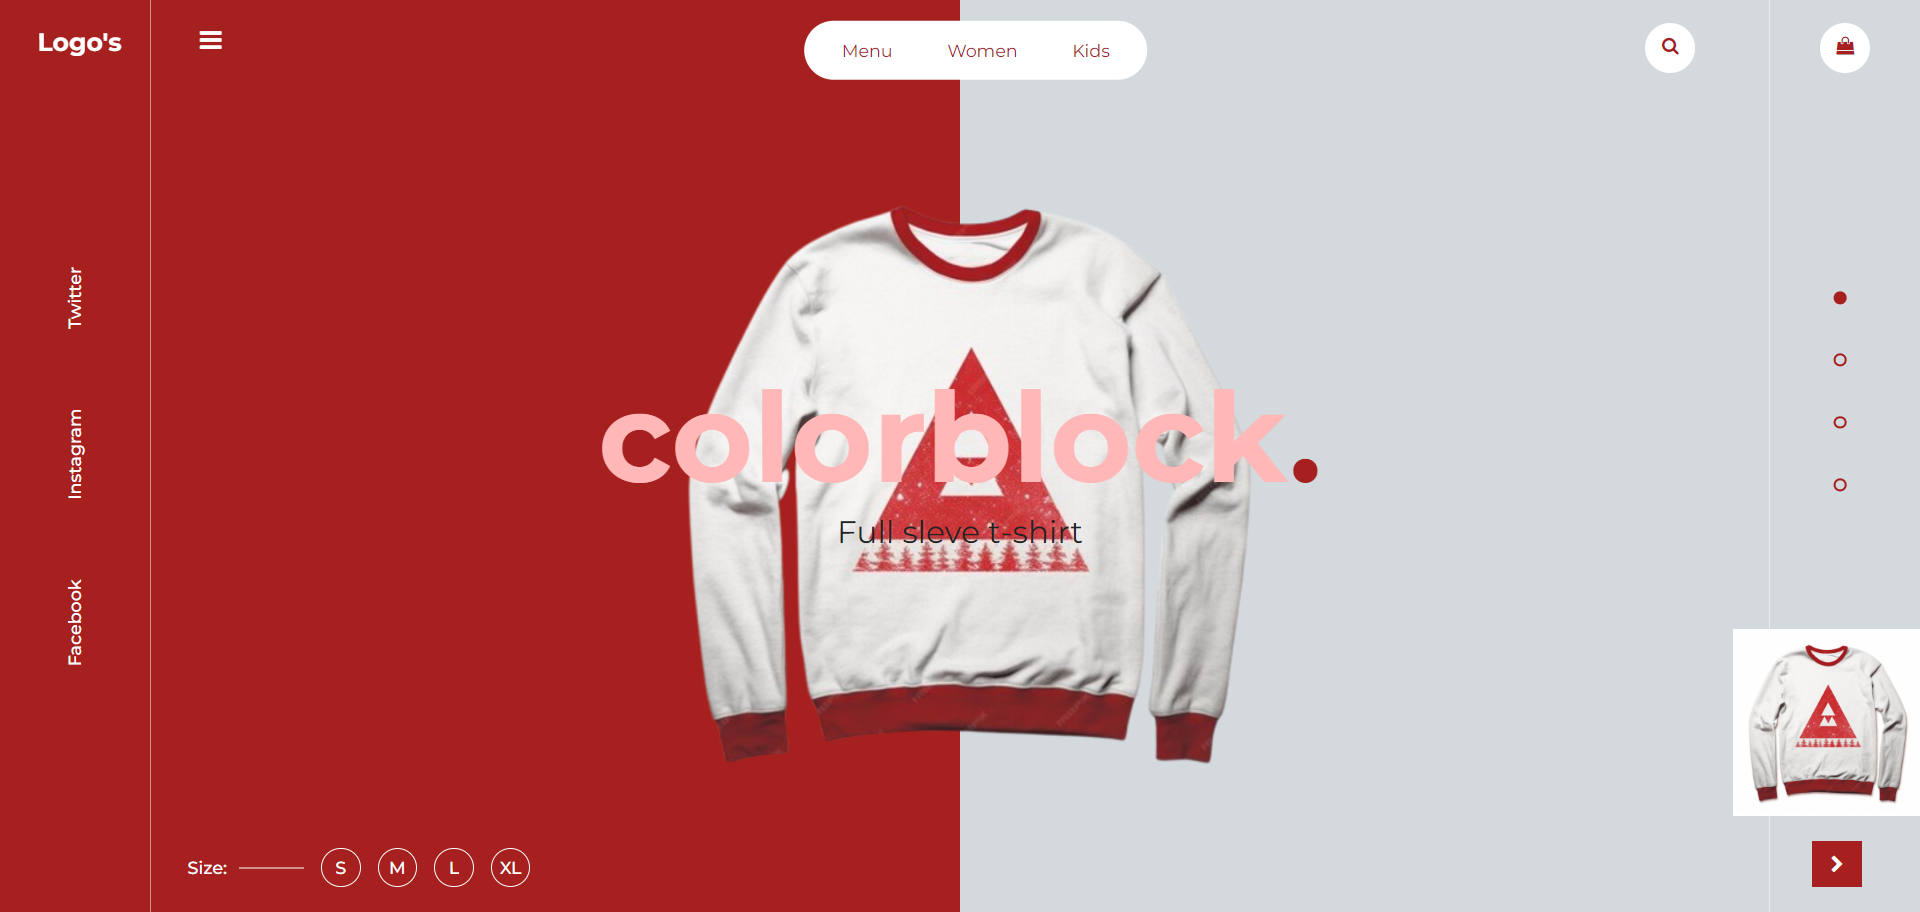 Logo's
Menu Women Kids
Twitter
Instagram
Facebook
colorblock.
Full sleve t-shirt
Size: S M L XL